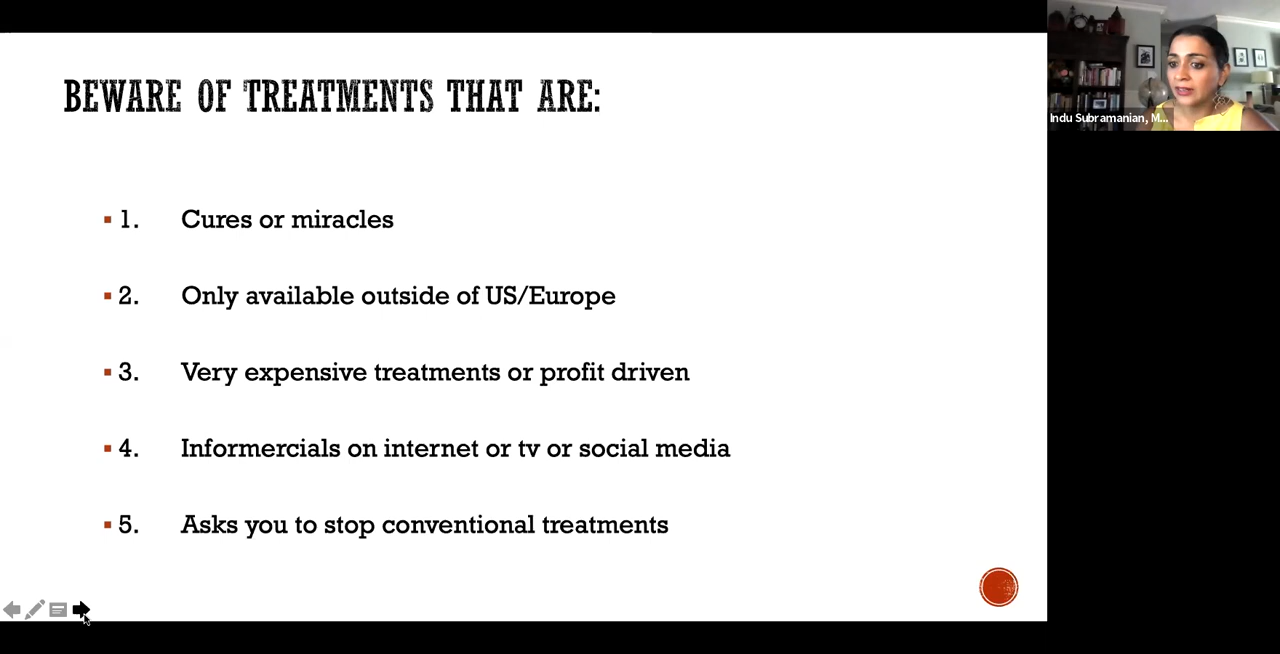 BEWARE OF TREATMENTS THAT ARE:
1. Cures or miracles
2. Only available outside of US/Europe
3. Very expensive treatments or profit driven
4. Informercials on internet or tv or social media
5. Asks you to stop conventional treatments
Indu Subramanian, M...